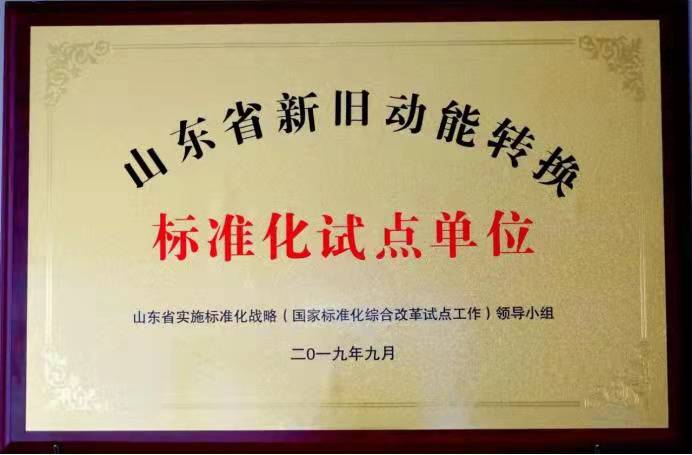 山东省新旧动能转换
标准化试点单位
山东省实施标准化战略（国家标准化综合改革试点工作）领导小组
二0一九年九月